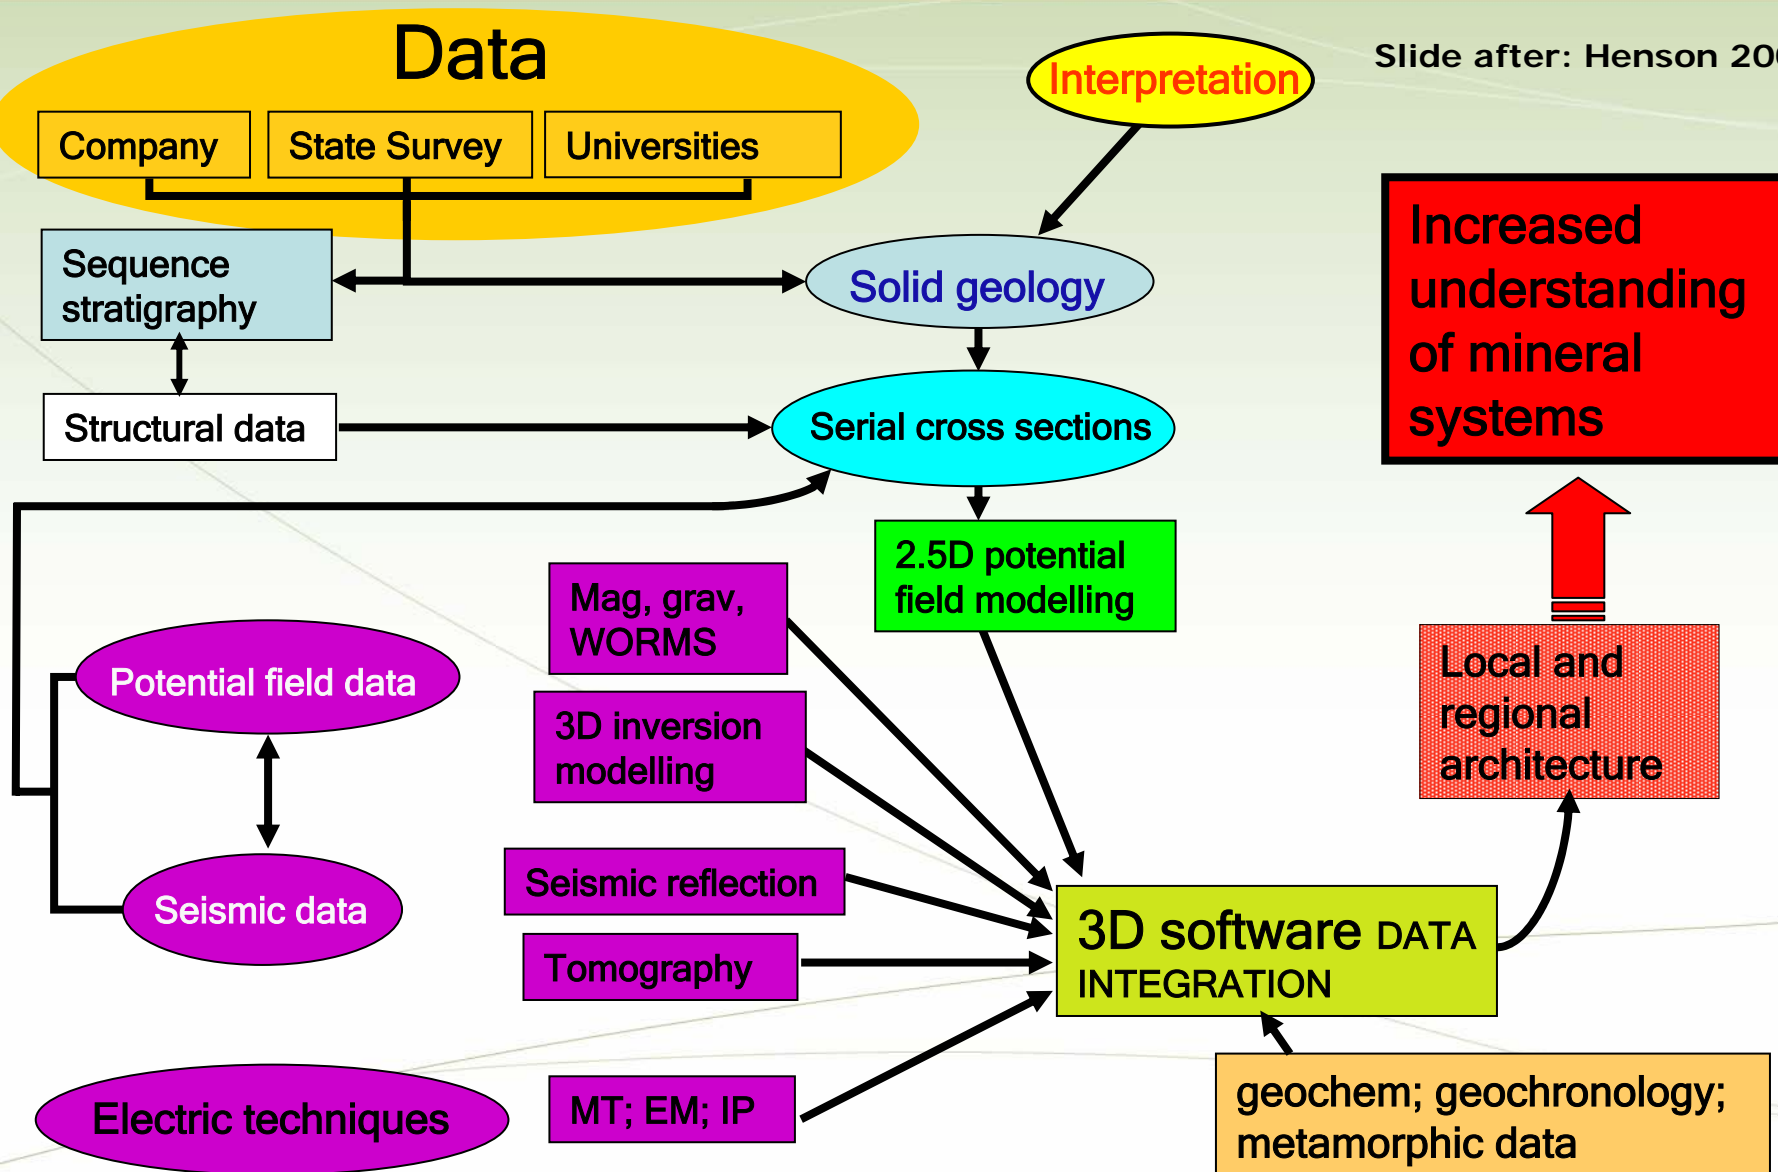 Data
Company
State Survey
Universities
Interpretation
Slide after: Henson
Sequence
stratigraphy
Solid geology
Increased
understanding
of mineral
systems
Structural data
Serial cross sections
2.5D potential
field modelling
Mag, grav,
WORMS
Potential field data
3D inversion
modelling
Local and
regional
architecture
Seismic data
Seismic reflection
Tomography
3D software DATA
INTEGRATION
Electric techniques
MT; EM; IP
geochem; geochronology;
metamorphic data